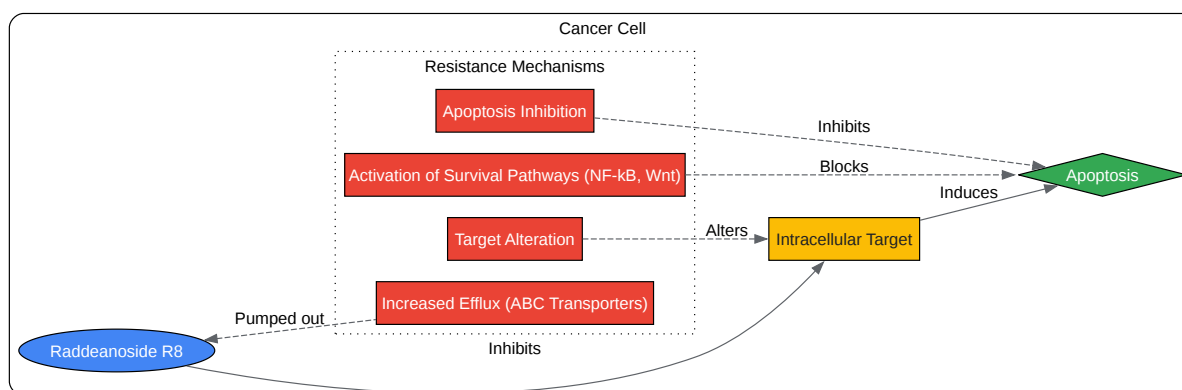 Cancer Cell
Resistance Mechanisms
Apoptosis Inhibition
Inhibits
Activation of Survival Pathways (NF-kB, Wnt)
Blocks
Apoptosis
Induces
Target Alteration
Alters
Intracellular Target
Increased Efflux (ABC Transporters)
Pumped out
Raddeanoside R8
Inhibits